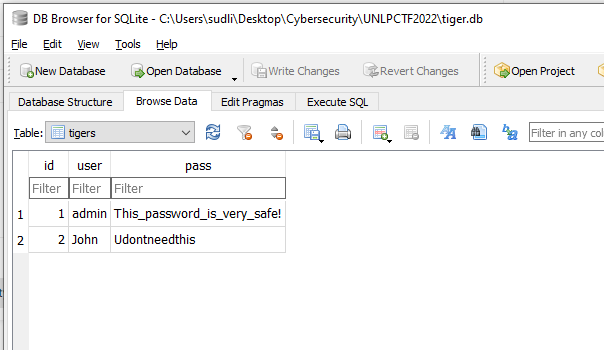 DB Browser for SQLite - C:\Users\sudli\Desktop\Cybersecurity\UNLPCTF2022\tiger.db
File Edit View Tools Help
New Database Open Database Write Changes Revert Changes Open Project
Database Structure Browse Data Edit Pragmas Execute SQL
Table: tigers Filter in any
id user pass
Filter Filter Filter
1 1 admin This_password_is_very_safe!
2 2 John Udontneedthis